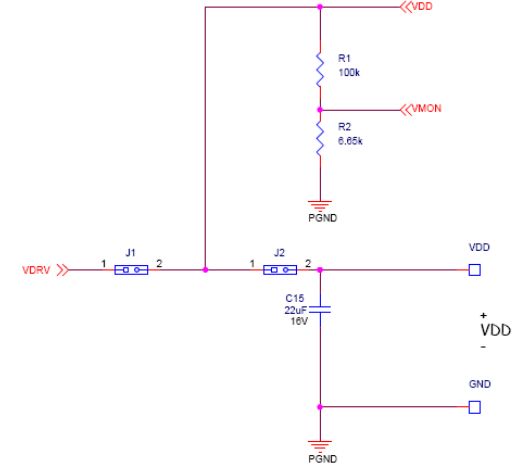 VDD
R1
100k
VMON
R2
6.65k
PGND
J1
J2
VDD
VDRV
1
2
1
2
C15
22uF
16V
+
VDD
-
GND
PGND